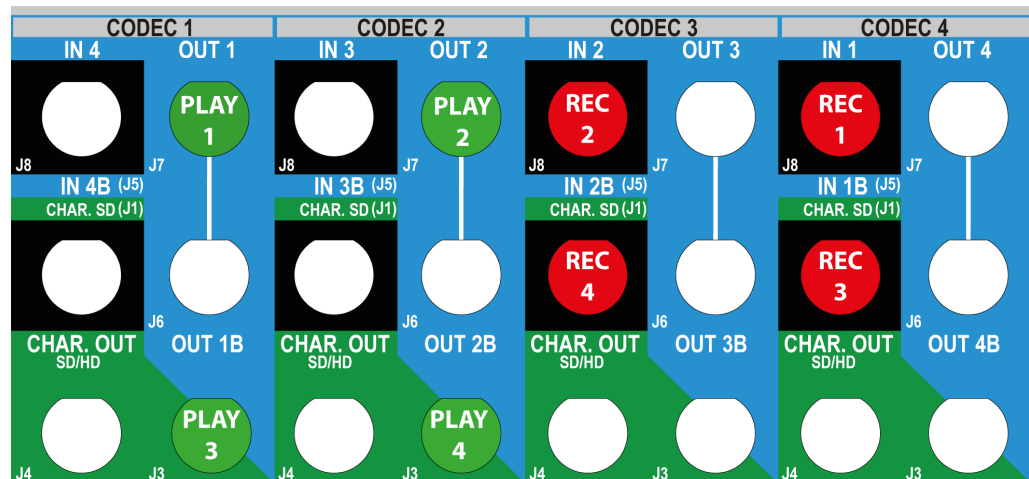 CODEC 1 CODEC 2 CODEC 3 CODEC 4
IN 4 OUT 1 IN 3 OUT 2 IN 2 OUT 3 IN 1 OUT 4
PLAY PLAY REC REC
1 2 2 1
J8 J7 J8 J7 J8 J7 J8 J7
IN 4B (J5) IN 3B (J5) IN 2B (J5) IN 1B (J5)
CHAR. SD (J1) CHAR. SD (J1) CHAR. SD (J1) CHAR. SD (J1)
REC REC
4 3
J6 J6 J6 J6
CHAR. OUT OUT 1B CHAR. OUT OUT 2B CHAR. OUT OUT 3B CHAR. OUT OUT 4B
SD/HD SD/HD SD/HD SD/HD
PLAY PLAY
3 4
J4 J3 J4 J3 J4 J3 J4 J3